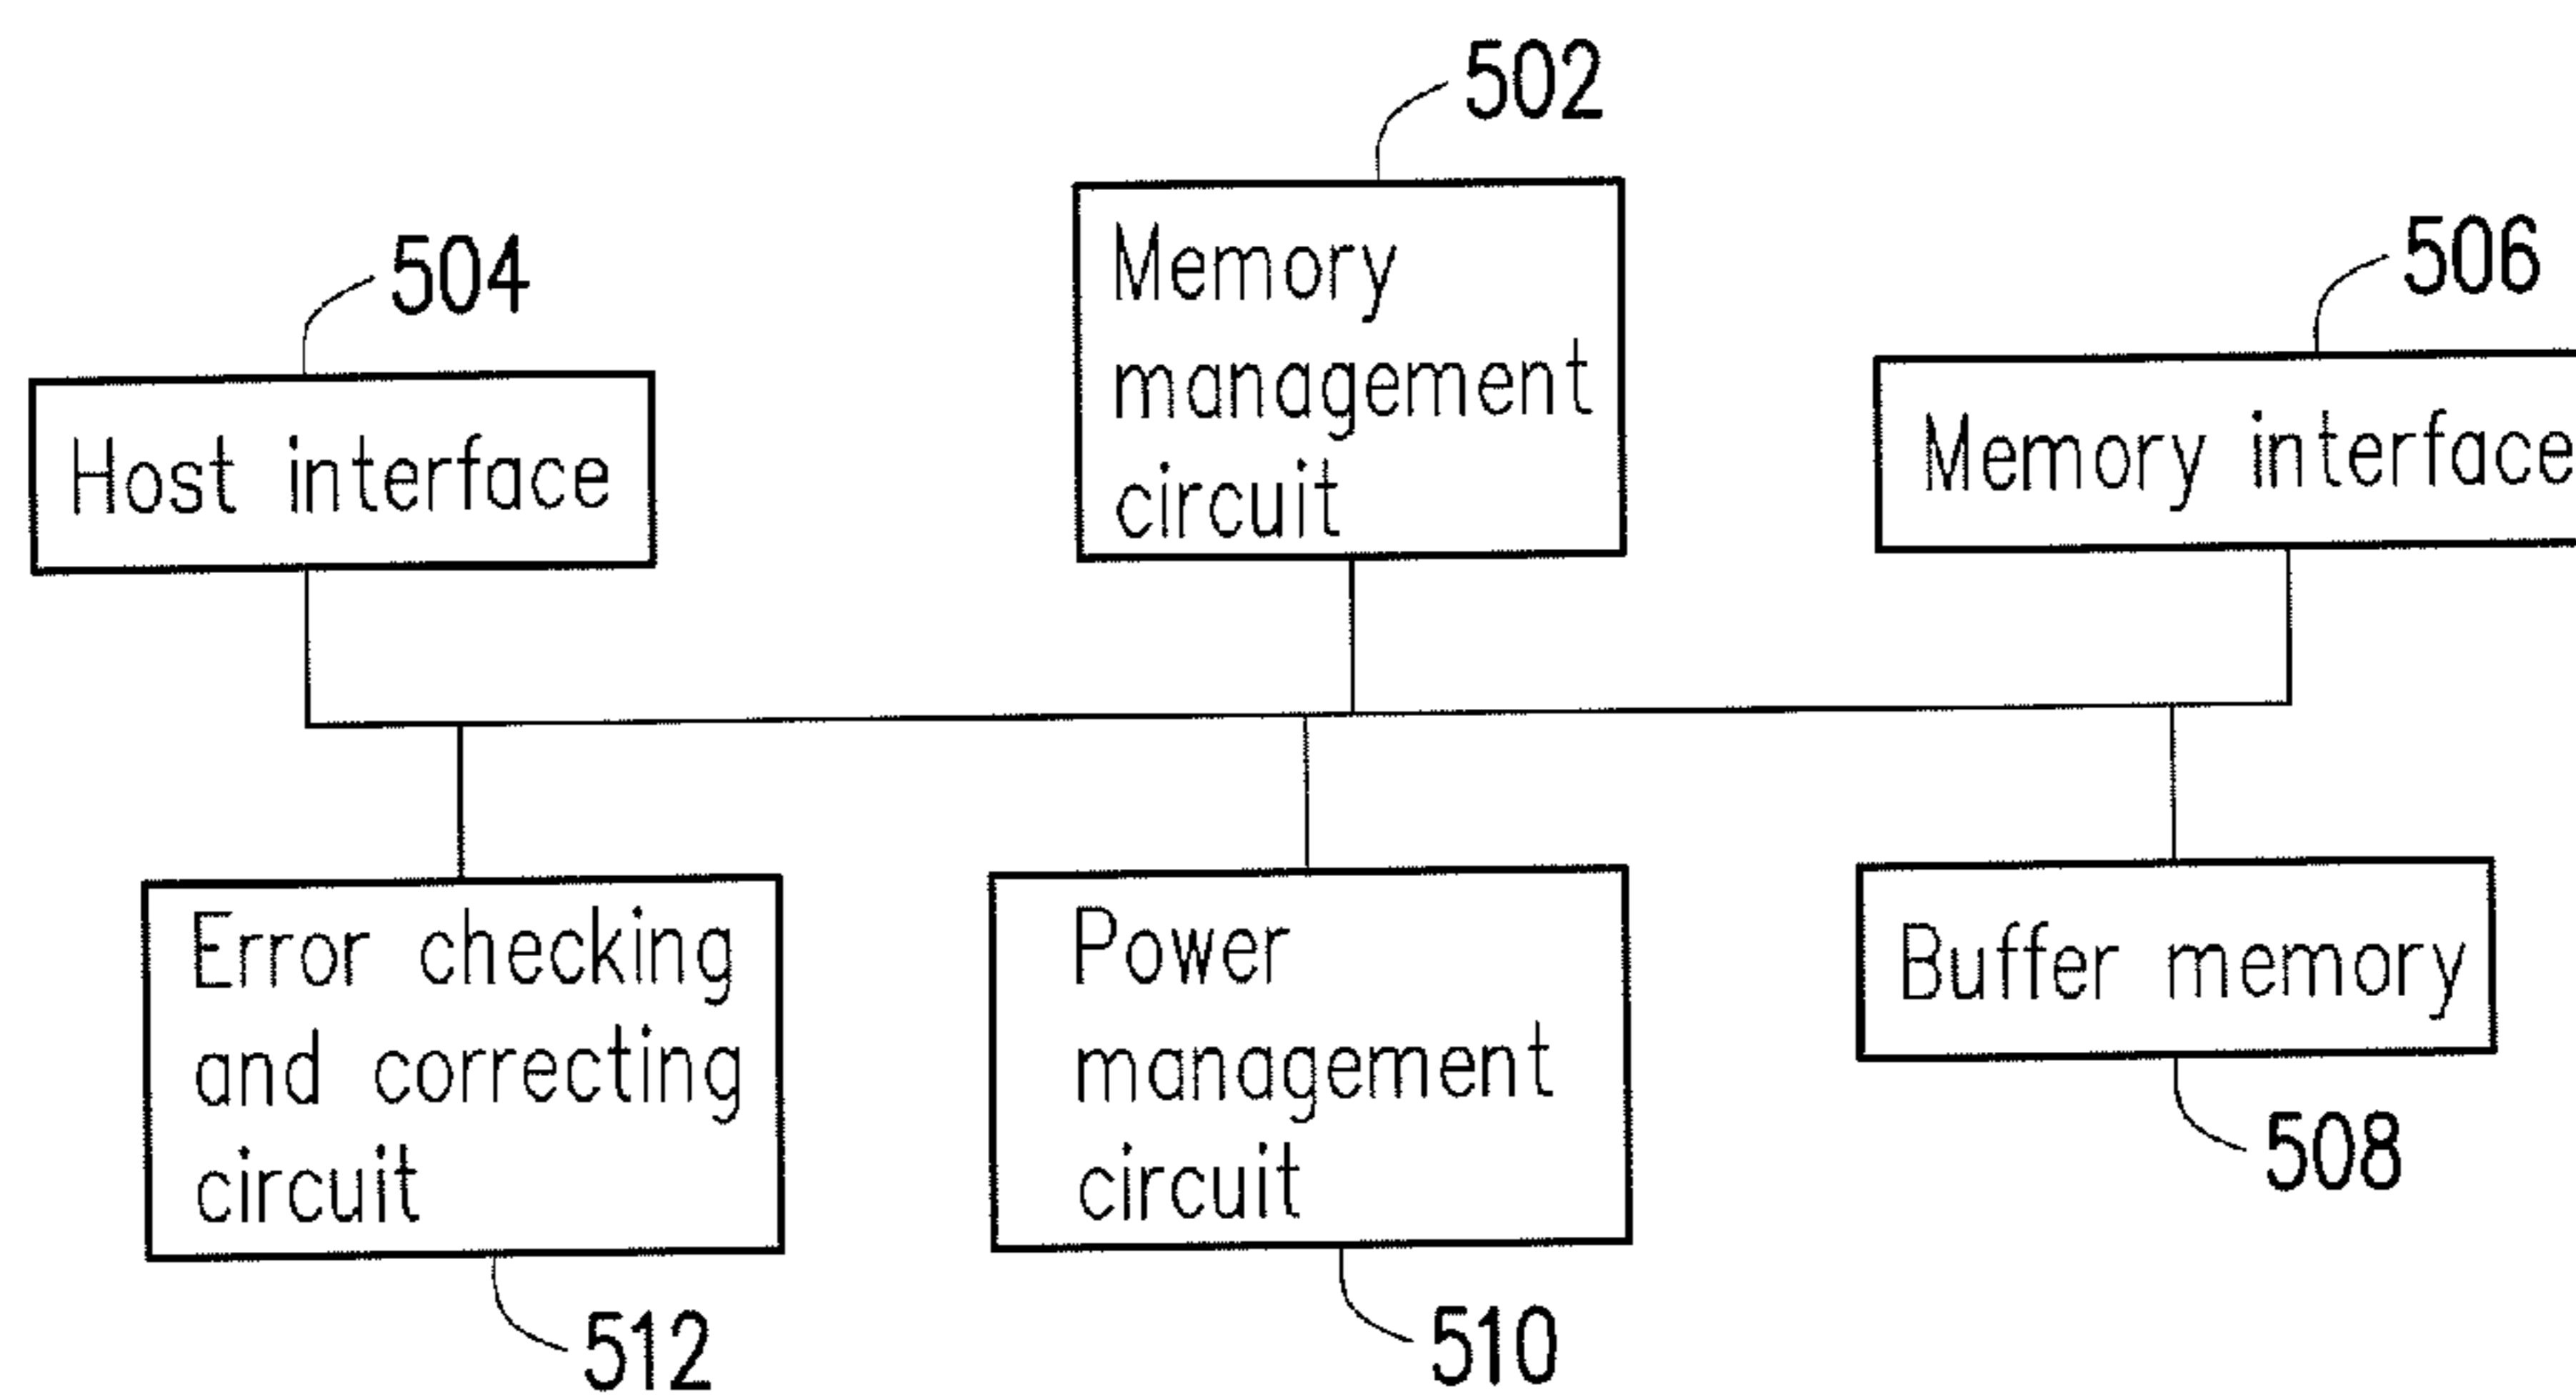 502
504
506
Memory
management
circuit
Host interface
Memory interface
Error checking
and correcting
circuit
Power
management
circuit
Buffer memory
508
512
510